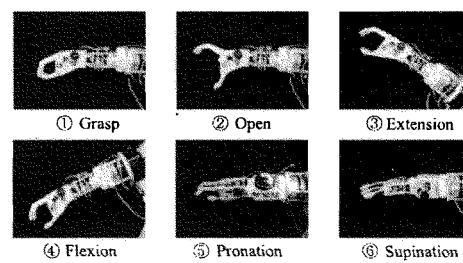 ① Grasp
② Open
③ Extension
④ Flexion
⑤ Pronation
⑥ Supination